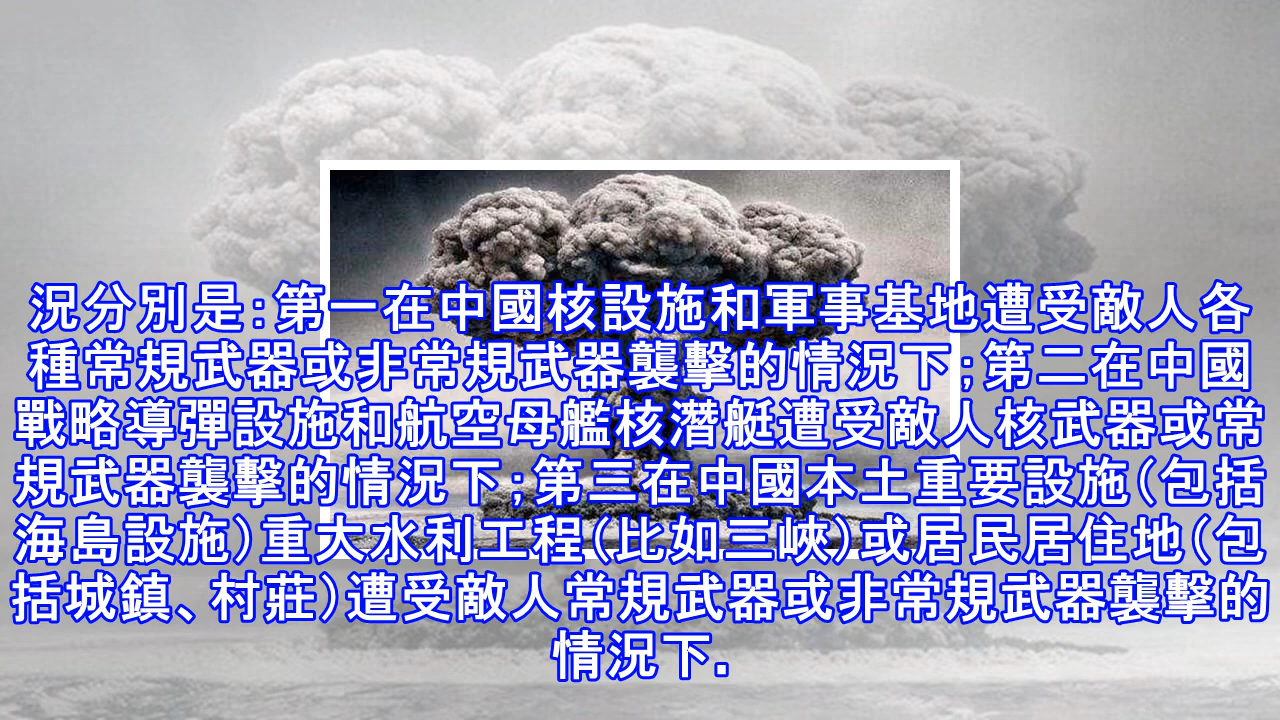 況分別是:第一在中國核設施和軍事基地遭受敵人各
種常規武器或非常規武器襲擊的情況下;第二在中國
戰略導彈設施和航空母艦核潛艇遭受敵人核武器或常
規武器襲擊的情況下;第三在中國本土重要設施(包括
海島設施)重大水利工程(比如三峽)或居民居住地(包
括城鎮、村莊)遭受敵人常規武器或非常規武器襲擊的
情況下.